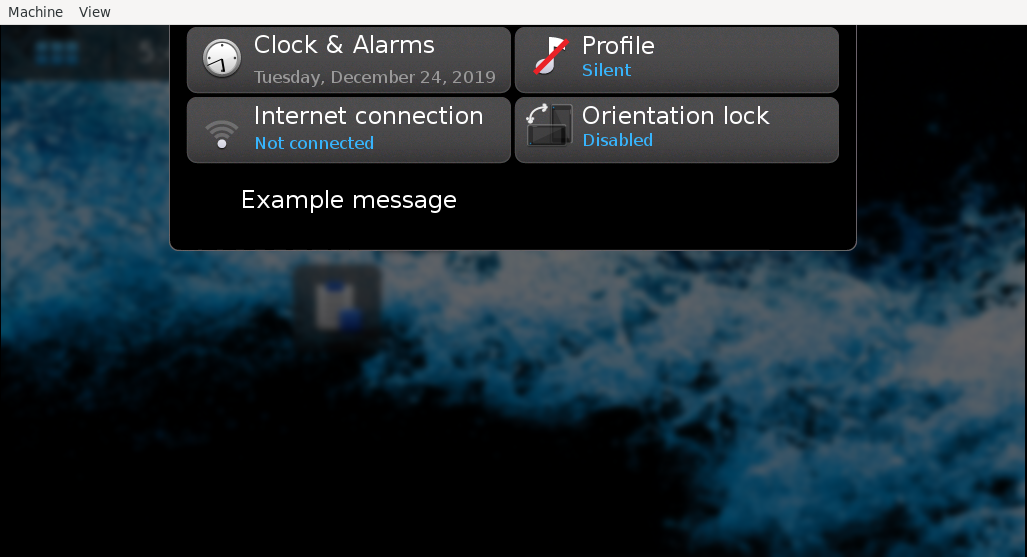 Machine View
Clock & Alarms
Tuesday, December 24, 2019
Profile
Silent
Internet connection
Not connected
Orientation lock
Disabled
Example message